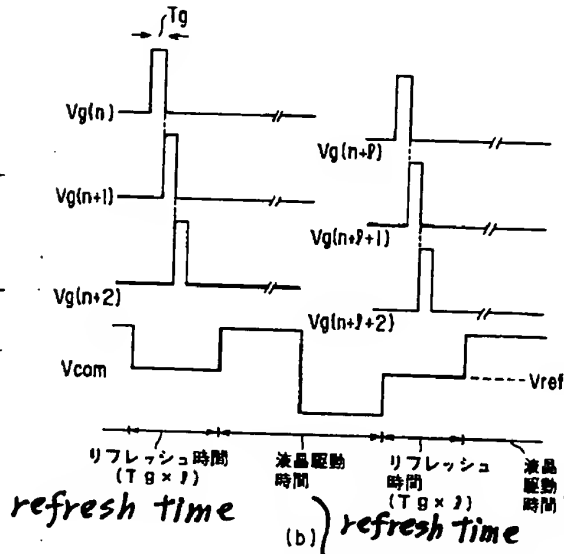 Tg
Vg(n)
Vg(n+ℓ)
Vg(n+1)
Vg(n+ℓ+1)
Vg(n+2)
Vg(n+ℓ+2)
Vcom
Vref
リフレッシュ時間
(Tg×ℓ)
液晶駆動
時間
リフレッシュ
時間
(Tg×ℓ)
液晶
駆動
時間
refresh time
(b)
refresh time